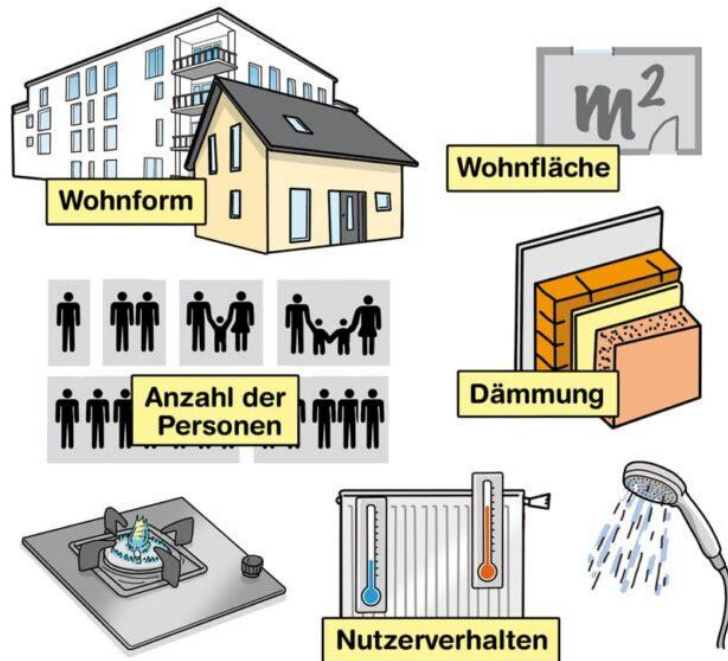 Wohnform
m²
Wohnfläche
Anzahl der
Personen
Dämmung
Nutzerverhalten